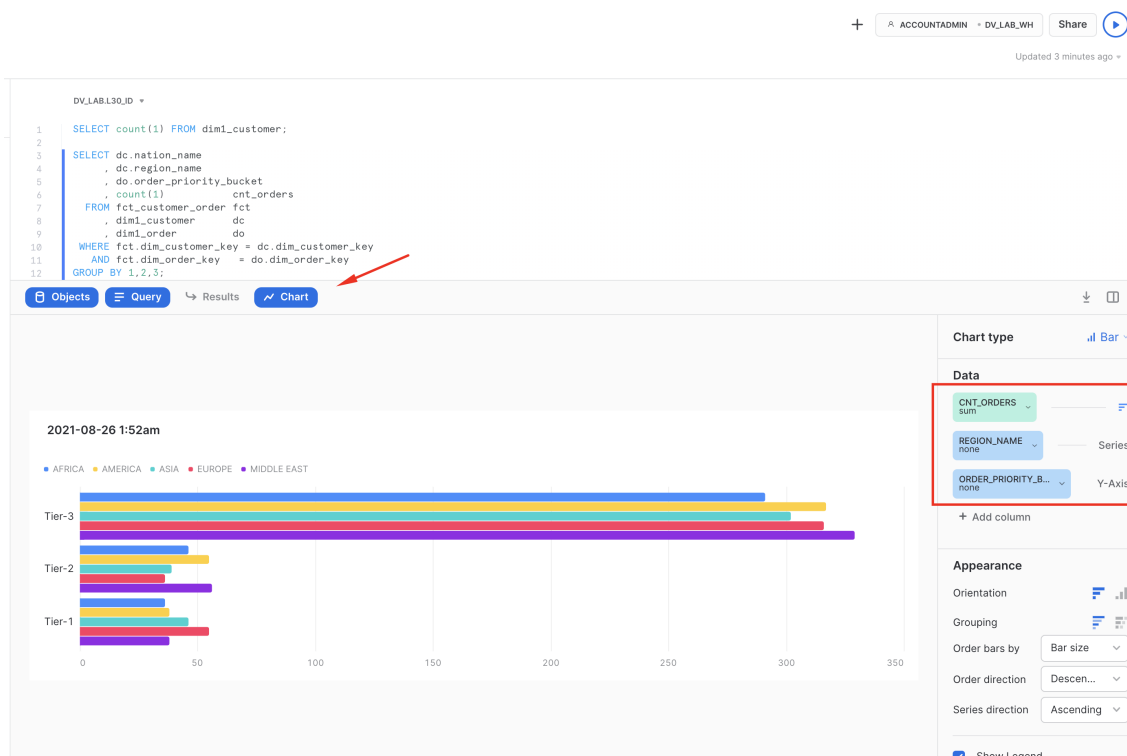 + ACCOUNTADMIN DV_LAB_WH Share
Updated 3 minutes ago
DV_LAB.L30_ID
1 SELECT count(1) FROM dim1_customer;
2
3 SELECT dc.nation_name
4 , dc.region_name
5 , do.order_priority_bucket
6 , count(1) cnt_orders
7 FROM fct_customer_order fct
8 , dim1_customer dc
9 , dim1_order do
10 WHERE fct.dim_customer_key = dc.dim_customer_key
11 AND fct.dim_order_key = do.dim_order_key
12 GROUP BY 1,2,3;
Objects Query Results Chart
Chart type Bar
Data
CNT_ORDERS
sum
REGION_NAME
none
Series
ORDER_PRIORITY_B...
none
Y-Axis
+ Add column
Appearance
Orientation
Grouping
Order bars by Bar size
Order direction Descen...
Series direction Ascending
Show Legend
2021-08-26 1:52am
AFRICA AMERICA ASIA EUROPE MIDDLE EAST
Tier-3
Tier-2
Tier-1
0 50 100 150 200 250 300 350